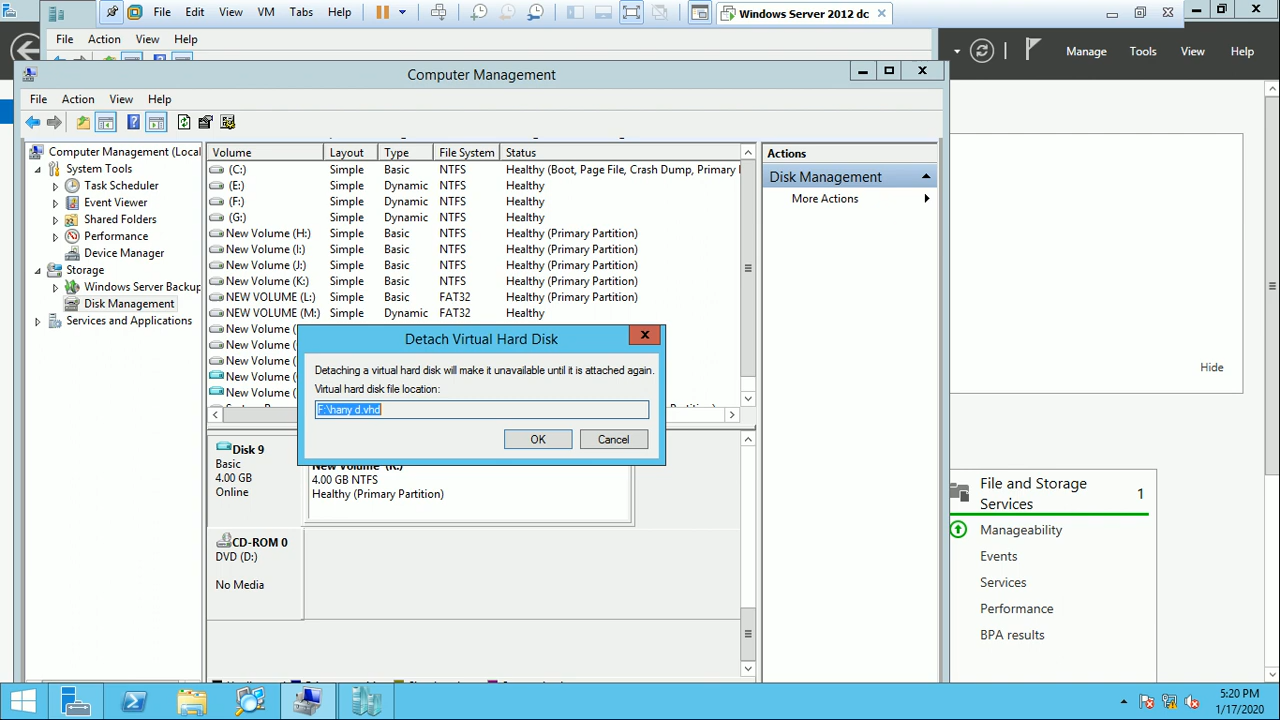 File Edit View VM Tabs Help
Windows Server 2012 dc
File Action View Help
Manage Tools View Help
Computer Management
File Action View Help
Computer Management (Local
System Tools
Task Scheduler
Event Viewer
Shared Folders
Performance
Device Manager
Storage
Windows Server Backup
Disk Management
Services and Applications
Volume Layout Type File System Status
(C:) Simple Basic NTFS Healthy (Boot, Page File, Crash Dump, Primary
(E:) Simple Dynamic NTFS Healthy
(F:) Simple Dynamic NTFS Healthy
(G:) Simple Dynamic NTFS Healthy
New Volume (H:) Simple Basic NTFS Healthy (Primary Partition)
New Volume (I:) Simple Basic NTFS Healthy (Primary Partition)
New Volume (J:) Simple Basic NTFS Healthy (Primary Partition)
New Volume (K:) Simple Basic NTFS Healthy (Primary Partition)
NEW VOLUME (L:) Simple Basic FAT32 Healthy (Primary Partition)
NEW VOLUME (M:) Simple Dynamic FAT32 Healthy
New Volume (
New Volume (
New Volume (
New Volume (
New Volume (
Detach Virtual Hard Disk
Detaching a virtual hard disk will make it unavailable until it is attached again.
Virtual hard disk file location:
F:\hany d.vhd
OK Cancel
Disk 9
Basic
4.00 GB
Online
New Volume
4.00 GB NTFS
Healthy (Primary Partition)
CD-ROM 0
DVD (D:)
No Media
Actions
Disk Management
More Actions
Hide
File and Storage
Services 1
Manageability
Events
Services
Performance
BPA results
5:20 PM
1/17/2020